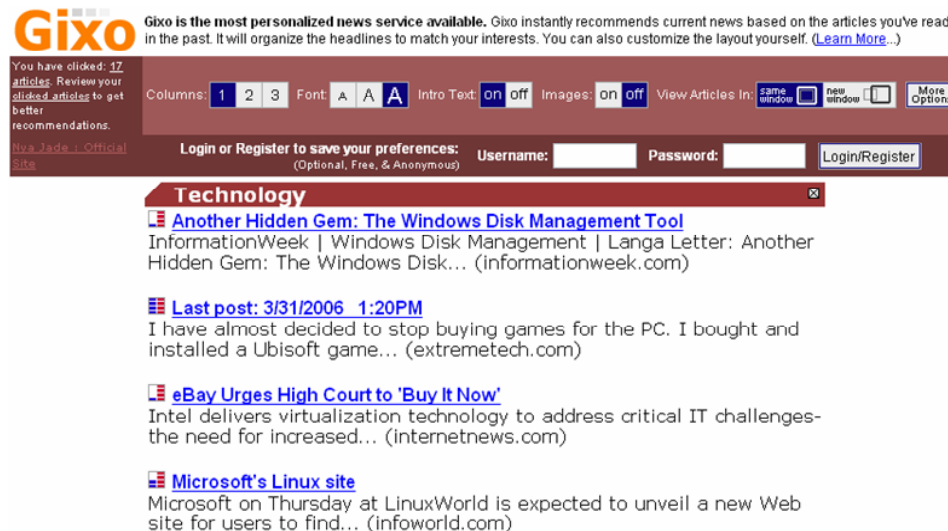 Gixo
Gixo is the most personalized news service available. Gixo instantly recommends current news based on the articles you've read
in the past. It will organize the headlines to match your interests. You can also customize the layout yourself. (Learn More...)
You have clicked: 17
articles. Review your
clicked articles to get
better
recommendations.
Nya Jade : Official
Site
Columns: 1 2 3 Font: A A A Intro Text: on off Images: on off View Articles In: same window new window More Options
Login or Register to save your preferences:
(Optional, Free, & Anonymous)
Username: Password: Login/Register
Technology
Another Hidden Gem: The Windows Disk Management Tool
InformationWeek | Windows Disk Management | Langa Letter: Another
Hidden Gem: The Windows Disk... (informationweek.com)
Last post: 3/31/2006 1:20PM
I have almost decided to stop buying games for the PC. I bought and
installed a Ubisoft game... (extremetech.com)
eBay Urges High Court to 'Buy It Now'
Intel delivers virtualization technology to address critical IT challenges-
the need for increased... (internetnews.com)
Microsoft's Linux site
Microsoft on Thursday at LinuxWorld is expected to unveil a new Web
site for users to find... (infoworld.com)